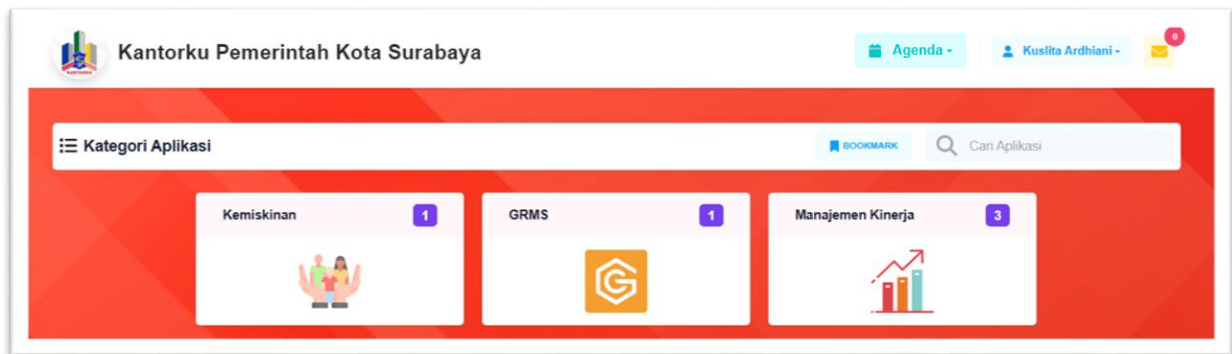 Kantorku Pemerintah Kota Surabaya
Agenda
Kuslita Ardhiani
0
KANTORKU
Kategori Aplikasi
BOOKMARK
Cari Aplikasi
Kemiskinan 1
GRMS 1
Manajemen Kinerja 3